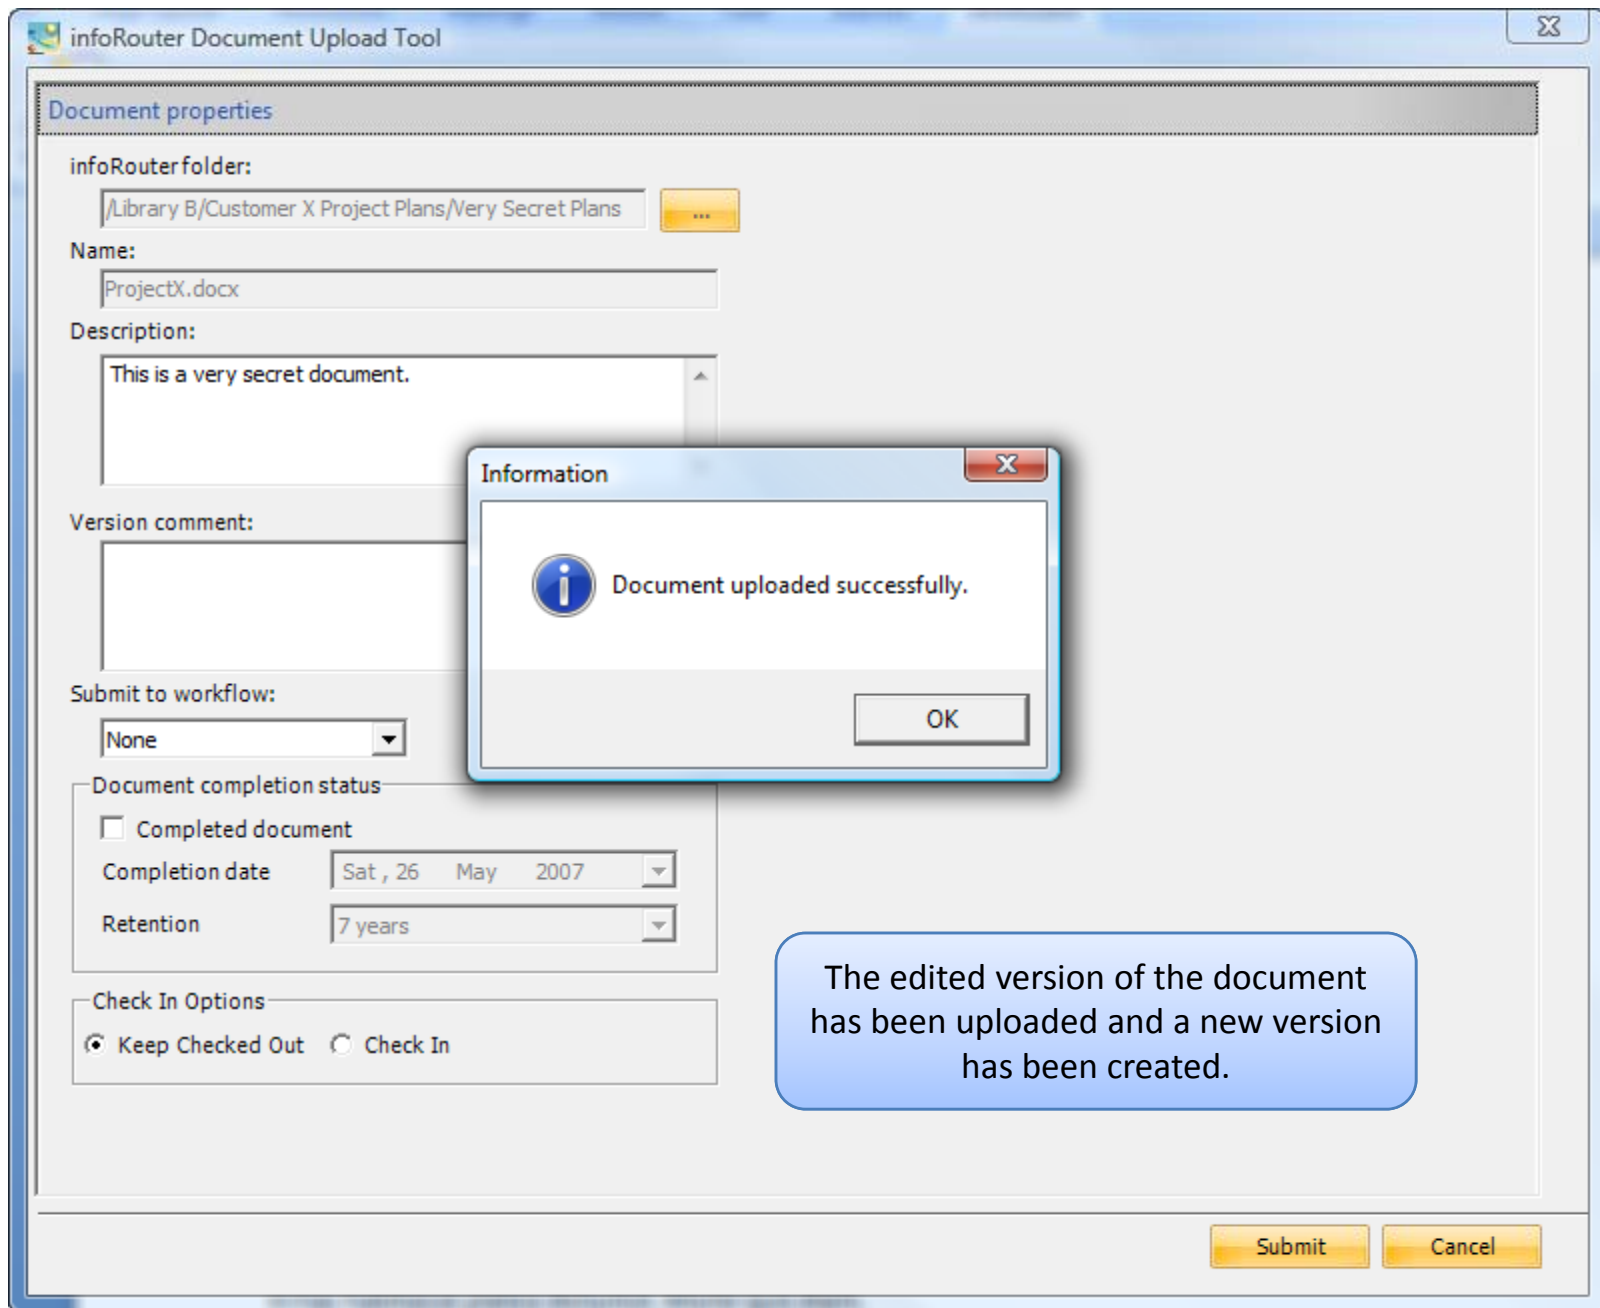 infoRouter Document Upload Tool
Document properties
infoRouter folder:
/Library B/Customer X Project Plans/Very Secret Plans
...
Name:
ProjectX.docx
Description:
This is a very secret document.
Information
Version comment:
Document uploaded successfully.
OK
Submit to workflow:
None
Document completion status
Completed document
Completion date
Sat , 26 May 2007
Retention
7 years
Check In Options
Keep Checked Out
Check In
The edited version of the document
has been uploaded and a new version
has been created.
Submit
Cancel